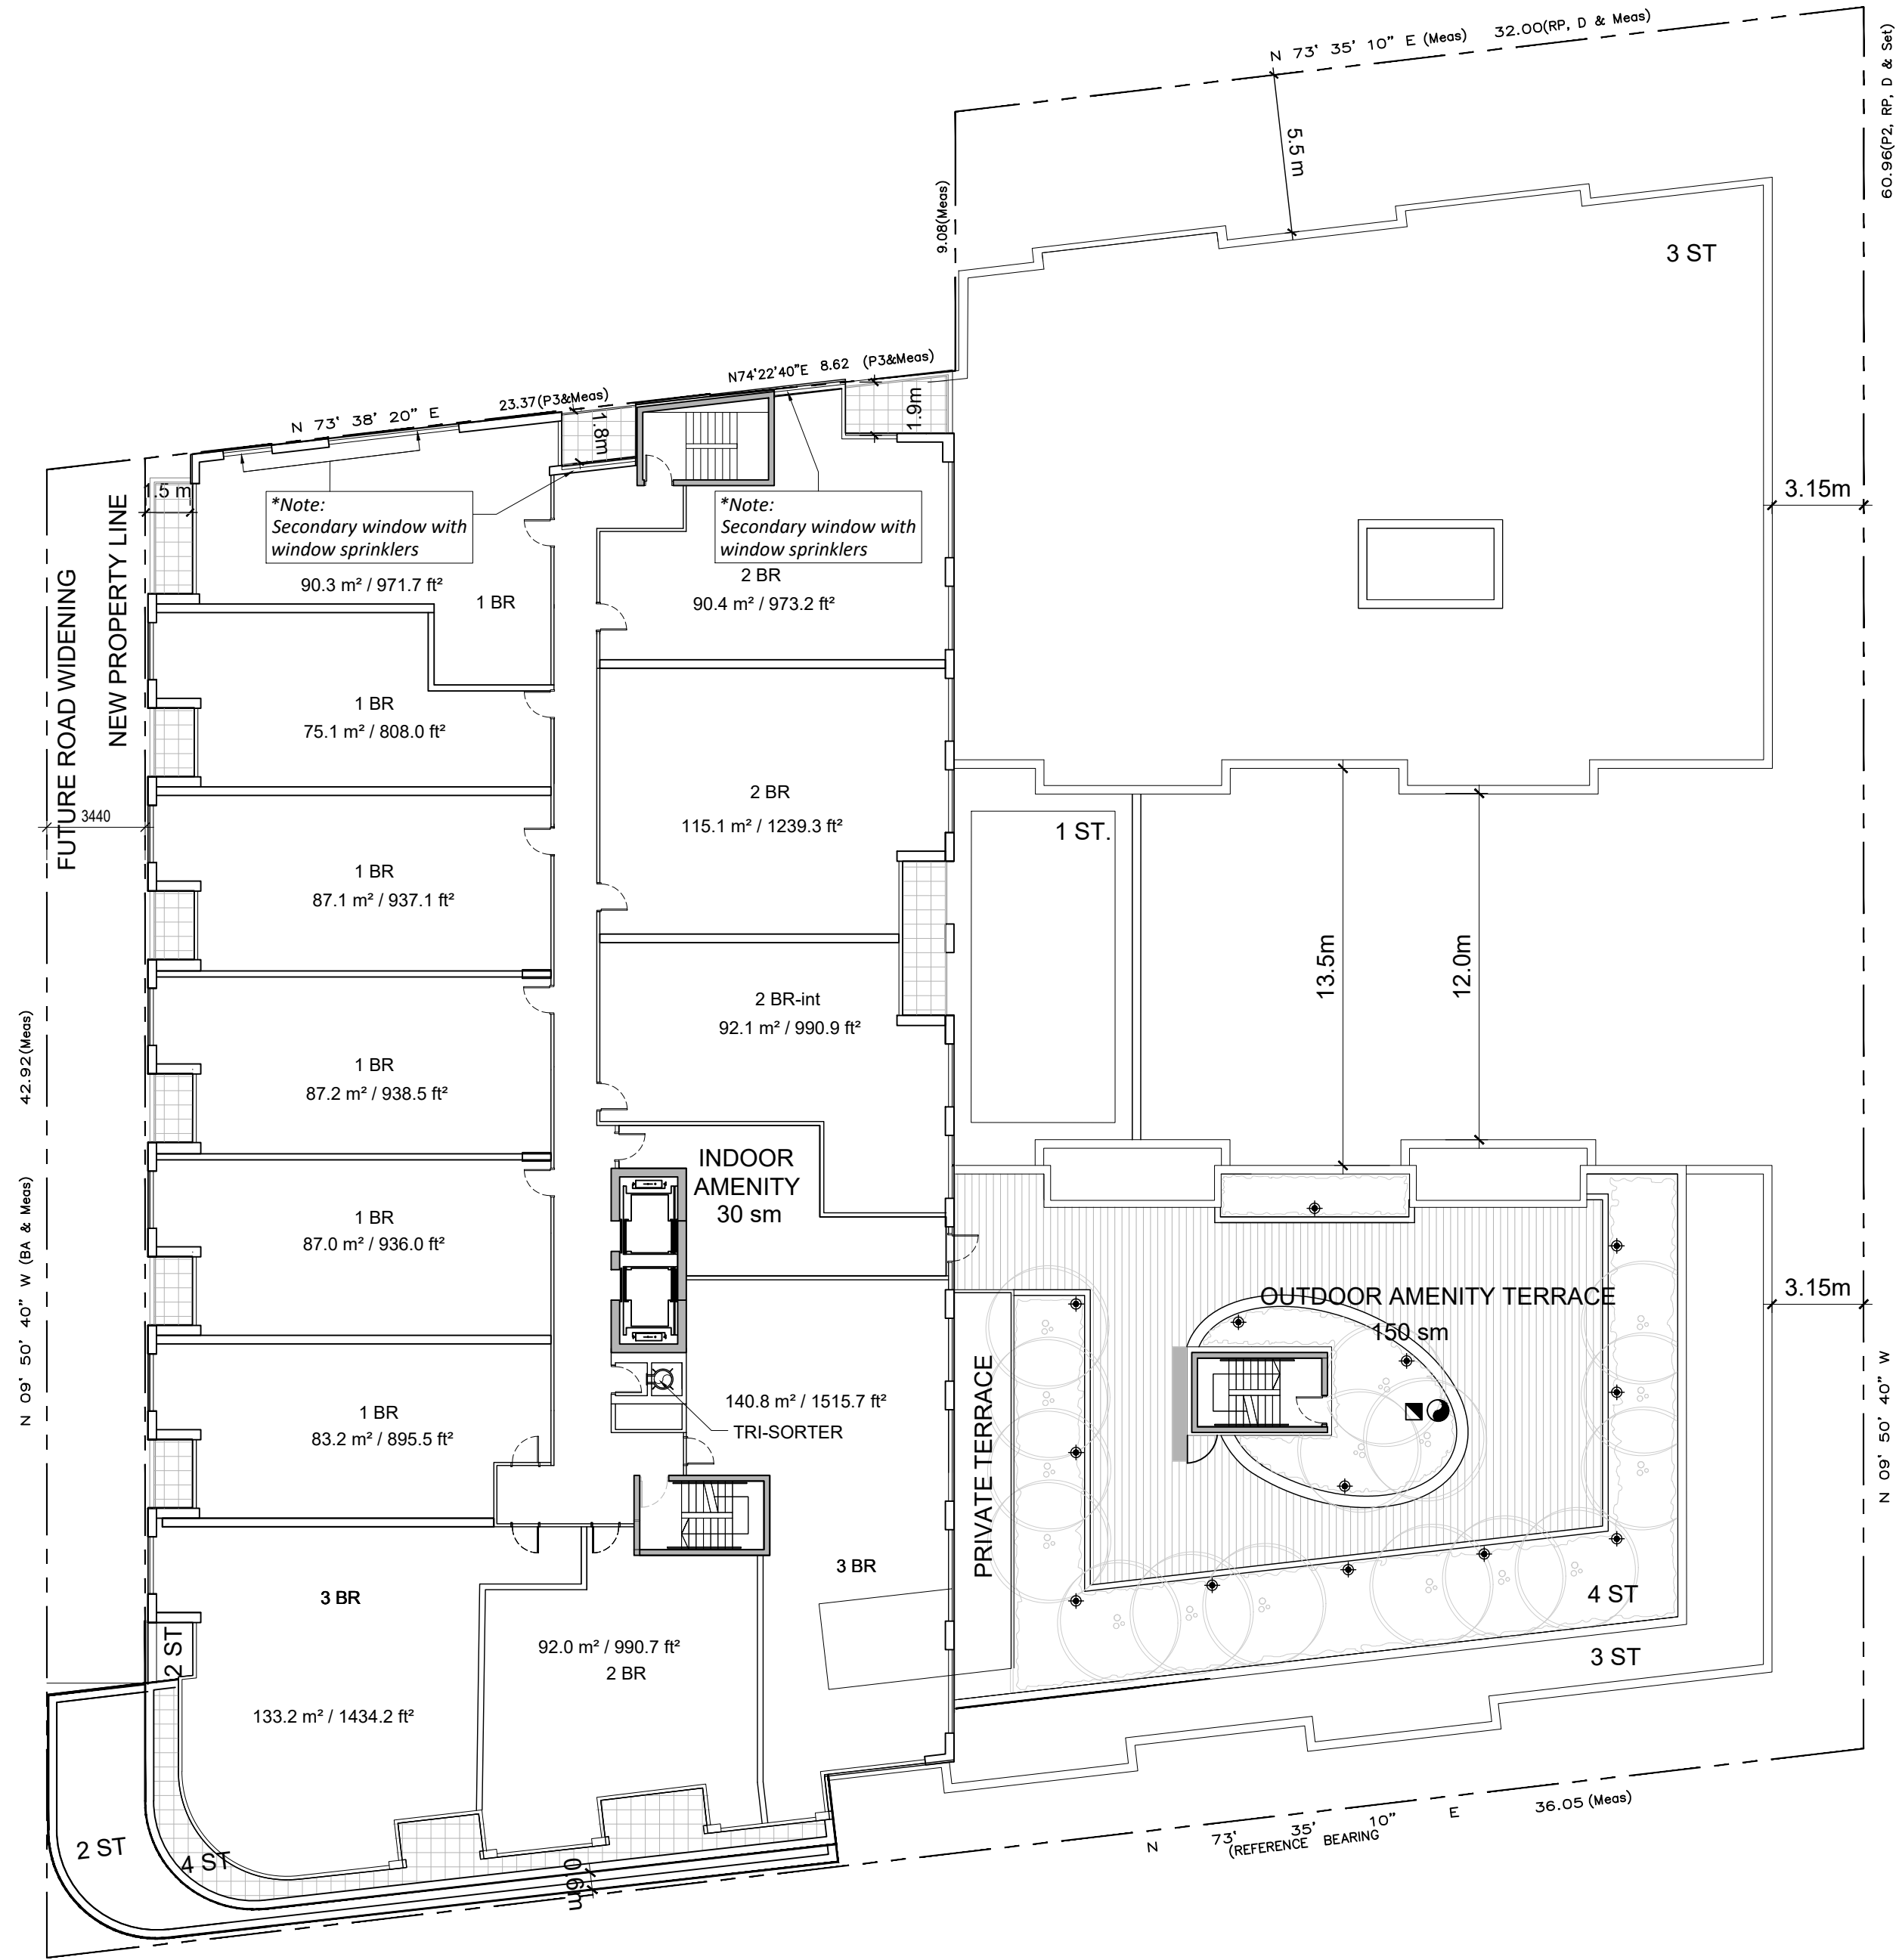 N 73' 35' 10" E (Meas) 32.00(RP, D & Meas)
60.96(P2, RP, D & Set)
5.5 m
9.08(Meas)
3 ST
N74'22'40"E 8.62 (P3&Meas)
N 73' 38' 20" E 23.37(P3&Meas)
1.8m
1.9m
1.5 m
3.15m
*Note:
Secondary window with
window sprinklers
*Note:
Secondary window with
window sprinklers
FUTURE ROAD WIDENING
NEW PROPERTY LINE
90.3 m² / 971.7 ft²
1 BR
2 BR
90.4 m² / 973.2 ft²
1 BR
75.1 m² / 808.0 ft²
2 BR
115.1 m² / 1239.3 ft²
3440
1 ST.
1 BR
87.1 m² / 937.1 ft²
13.5m
12.0m
2 BR-int
92.1 m² / 990.9 ft²
1 BR
87.2 m² / 938.5 ft²
N 09' 50' 40" W (BA & Meas) 42.92(Meas)
INDOOR
AMENITY
30 sm
1 BR
87.0 m² / 936.0 ft²
OUTDOOR AMENITY TERRACE
150 sm
3.15m
N 09' 50' 40" W
PRIVATE TERRACE
140.8 m² / 1515.7 ft²
TRI-SORTER
1 BR
83.2 m² / 895.5 ft²
3 BR
3 BR
4 ST
3 ST
92.0 m² / 990.7 ft²
2 BR
2 ST
133.2 m² / 1434.2 ft²
2 ST
4 ST
0.6m
N 73' 35' 10" E 36.05 (Meas)
(REFERENCE BEARING